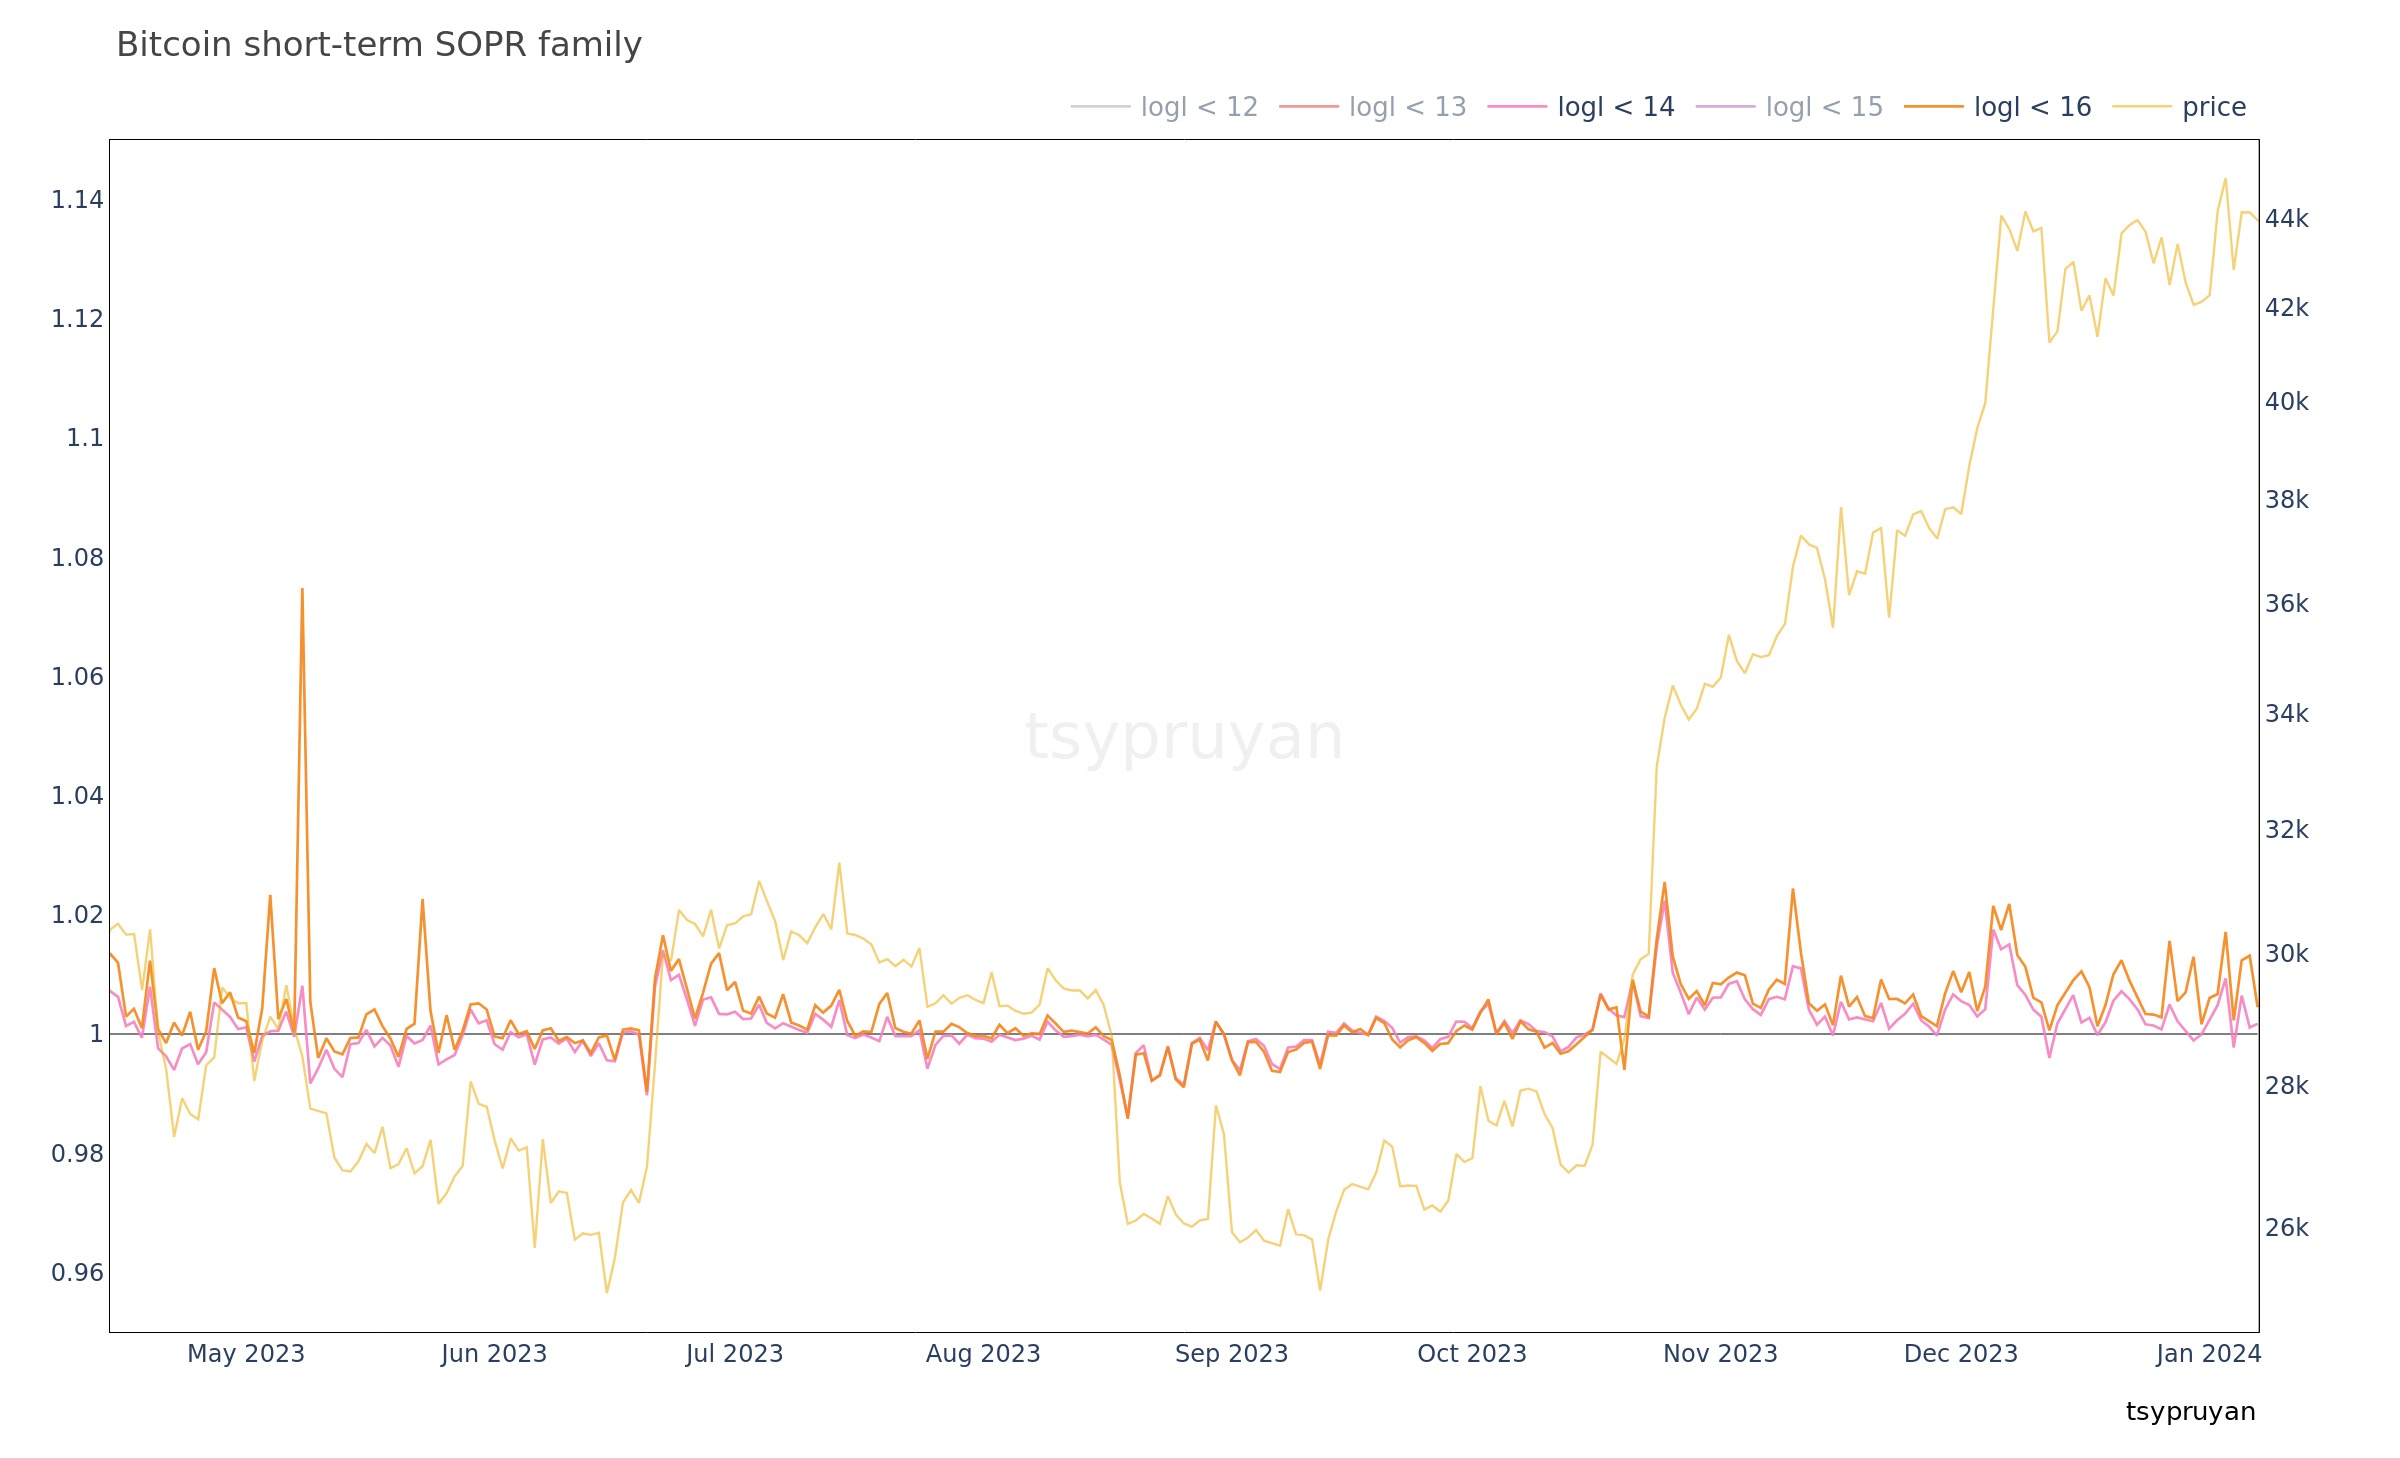 Bitcoin short-term SOPR family
logl < 12 logl < 13 logl < 14 logl < 15 logl < 16 price
1.14
1.12
1.1
1.08
1.06
1.04
1.02
1
0.98
0.96
44k
42k
40k
38k
36k
34k
32k
30k
28k
26k
tsypruyan
May 2023 Jun 2023 Jul 2023 Aug 2023 Sep 2023 Oct 2023 Nov 2023 Dec 2023 Jan 2024
tsypruyan